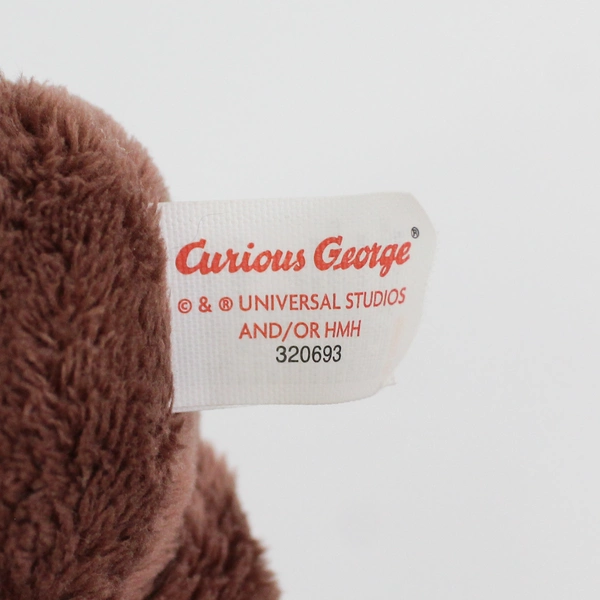 Curious George®
© & ® UNIVERSAL STUDIOS
AND/OR HMH
320693